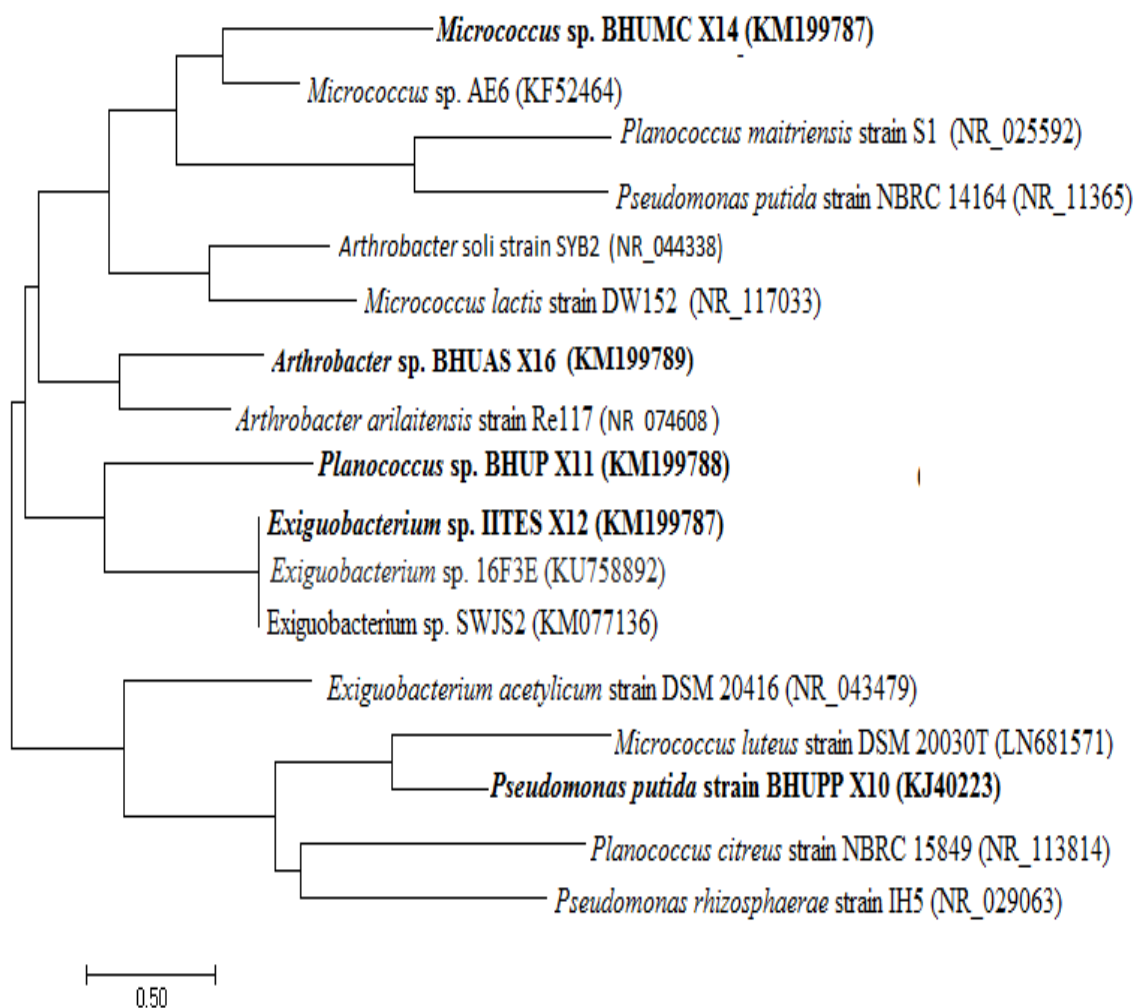 Micrococcus sp. BHUMC X14 (KM199787)
Micrococcus sp. AE6 (KF52464)
Planococcus maitriensis strain S1 (NR_025592)
Pseudomonas putida strain NBRC 14164 (NR_11365)
Arthrobacter soli strain SYB2 (NR_044338)
Micrococcus lactis strain DW152 (NR_117033)
Arthrobacter sp. BHUAS X16 (KM199789)
Arthrobacter arilaitensis strain Re117 (NR 074608 )
Planococcus sp. BHUP X11 (KM199788)
Exiguobacterium sp. IITES X12 (KM199787)
Exiguobacterium sp. 16F3E (KU758892)
Exiguobacterium sp. SWJS2 (KM077136)
Exiguobacterium acetylicum strain DSM 20416 (NR_043479)
Micrococcus luteus strain DSM 20030T (LN681571)
Pseudomonas putida strain BHUPP X10 (KJ40223)
Planococcus citreus strain NBRC 15849 (NR_113814)
Pseudomonas rhizosphaerae strain IH5 (NR_029063)
0.50